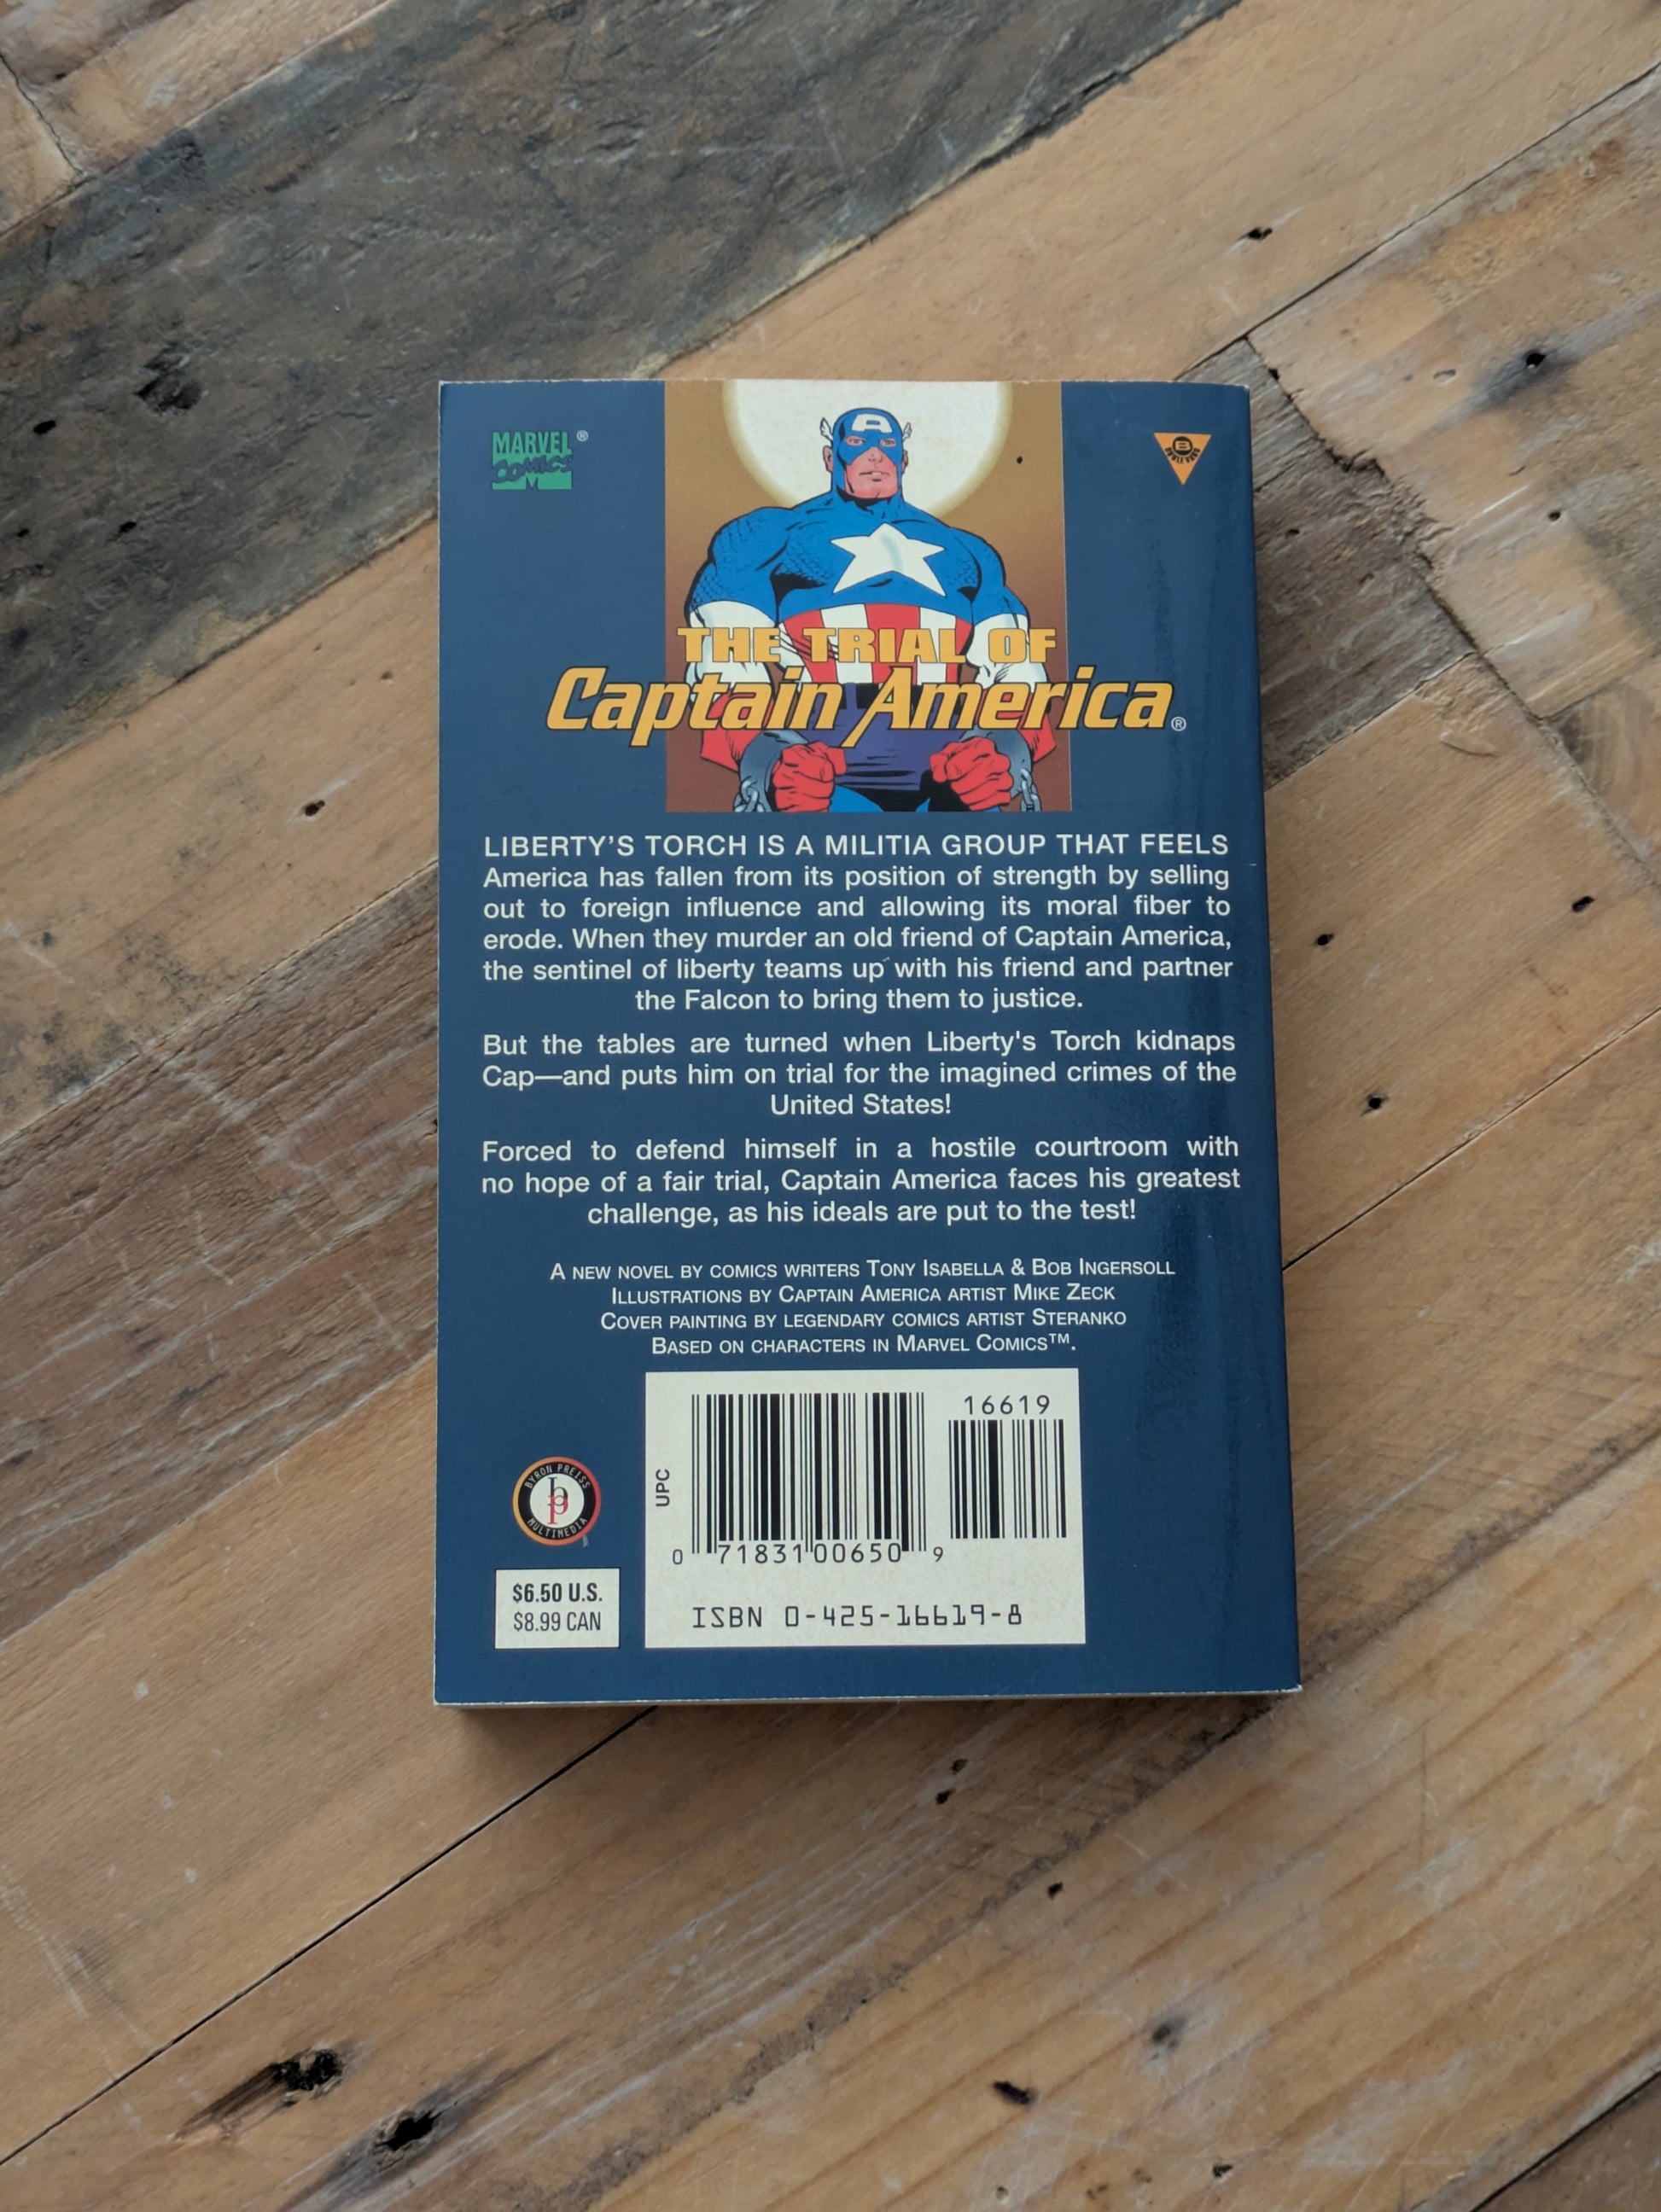 MARVEL ®
COMICS
M
B
BOULEVARD
THE TRIAL OF
Captain America®
LIBERTY'S TORCH IS A MILITIA GROUP THAT FEELS
America has fallen from its position of strength by selling
out to foreign influence and allowing its moral fiber to
erode. When they murder an old friend of Captain America,
the sentinel of liberty teams up with his friend and partner
the Falcon to bring them to justice.
But the tables are turned when Liberty's Torch kidnaps
Cap—and puts him on trial for the imagined crimes of the
United States!
Forced to defend himself in a hostile courtroom with
no hope of a fair trial, Captain America faces his greatest
challenge, as his ideals are put to the test!
A NEW NOVEL BY COMICS WRITERS TONY ISABELLA & BOB INGERSOLL
ILLUSTRATIONS BY CAPTAIN AMERICA ARTIST MIKE ZECK
COVER PAINTING BY LEGENDARY COMICS ARTIST STERANKO
BASED ON CHARACTERS IN MARVEL COMICS™.
BYRON PREISS
bp
MULTIMEDIA
$6.50 U.S.
$8.99 CAN
UPC
16619
0 71831 00650 9
ISBN 0-425-16619-8